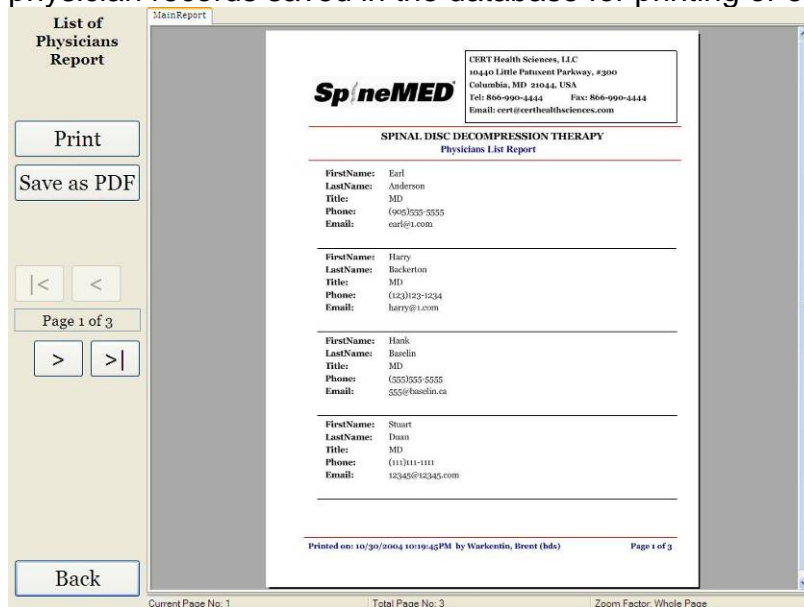 physician records saved in the database for printing or
List of
Physicians
Report
Print
Save as PDF
|< <
Page 1 of 3
> >|
Back
MainReport
SpineMED
CERT Health Sciences, LLC
10440 Little Patuxent Parkway, #300
Columbia, MD 21044, USA
Tel: 866-990-4444 Fax: 866-990-4444
Email: cert@certhealthsciences.com
SPINAL DISC DECOMPRESSION THERAPY
Physicians List Report
FirstName: Earl
LastName: Anderson
Title: MD
Phone: (905)555-5555
Email: earl@1.com
FirstName: Harry
LastName: Backerton
Title: MD
Phone: (123)123-1234
Email: harry@1.com
FirstName: Hank
LastName: Baselin
Title: MD
Phone: (555)555-5555
Email: 555@baselin.ca
FirstName: Stuart
LastName: Duan
Title: MD
Phone: (111)111-1111
Email: 12345@12345.com
Printed on: 10/30/2004 10:19:45PM by Warkentin, Brent (hds) Page 1 of 3
Current Page No: 1 Total Page No: 3 Zoom Factor: Whole Page